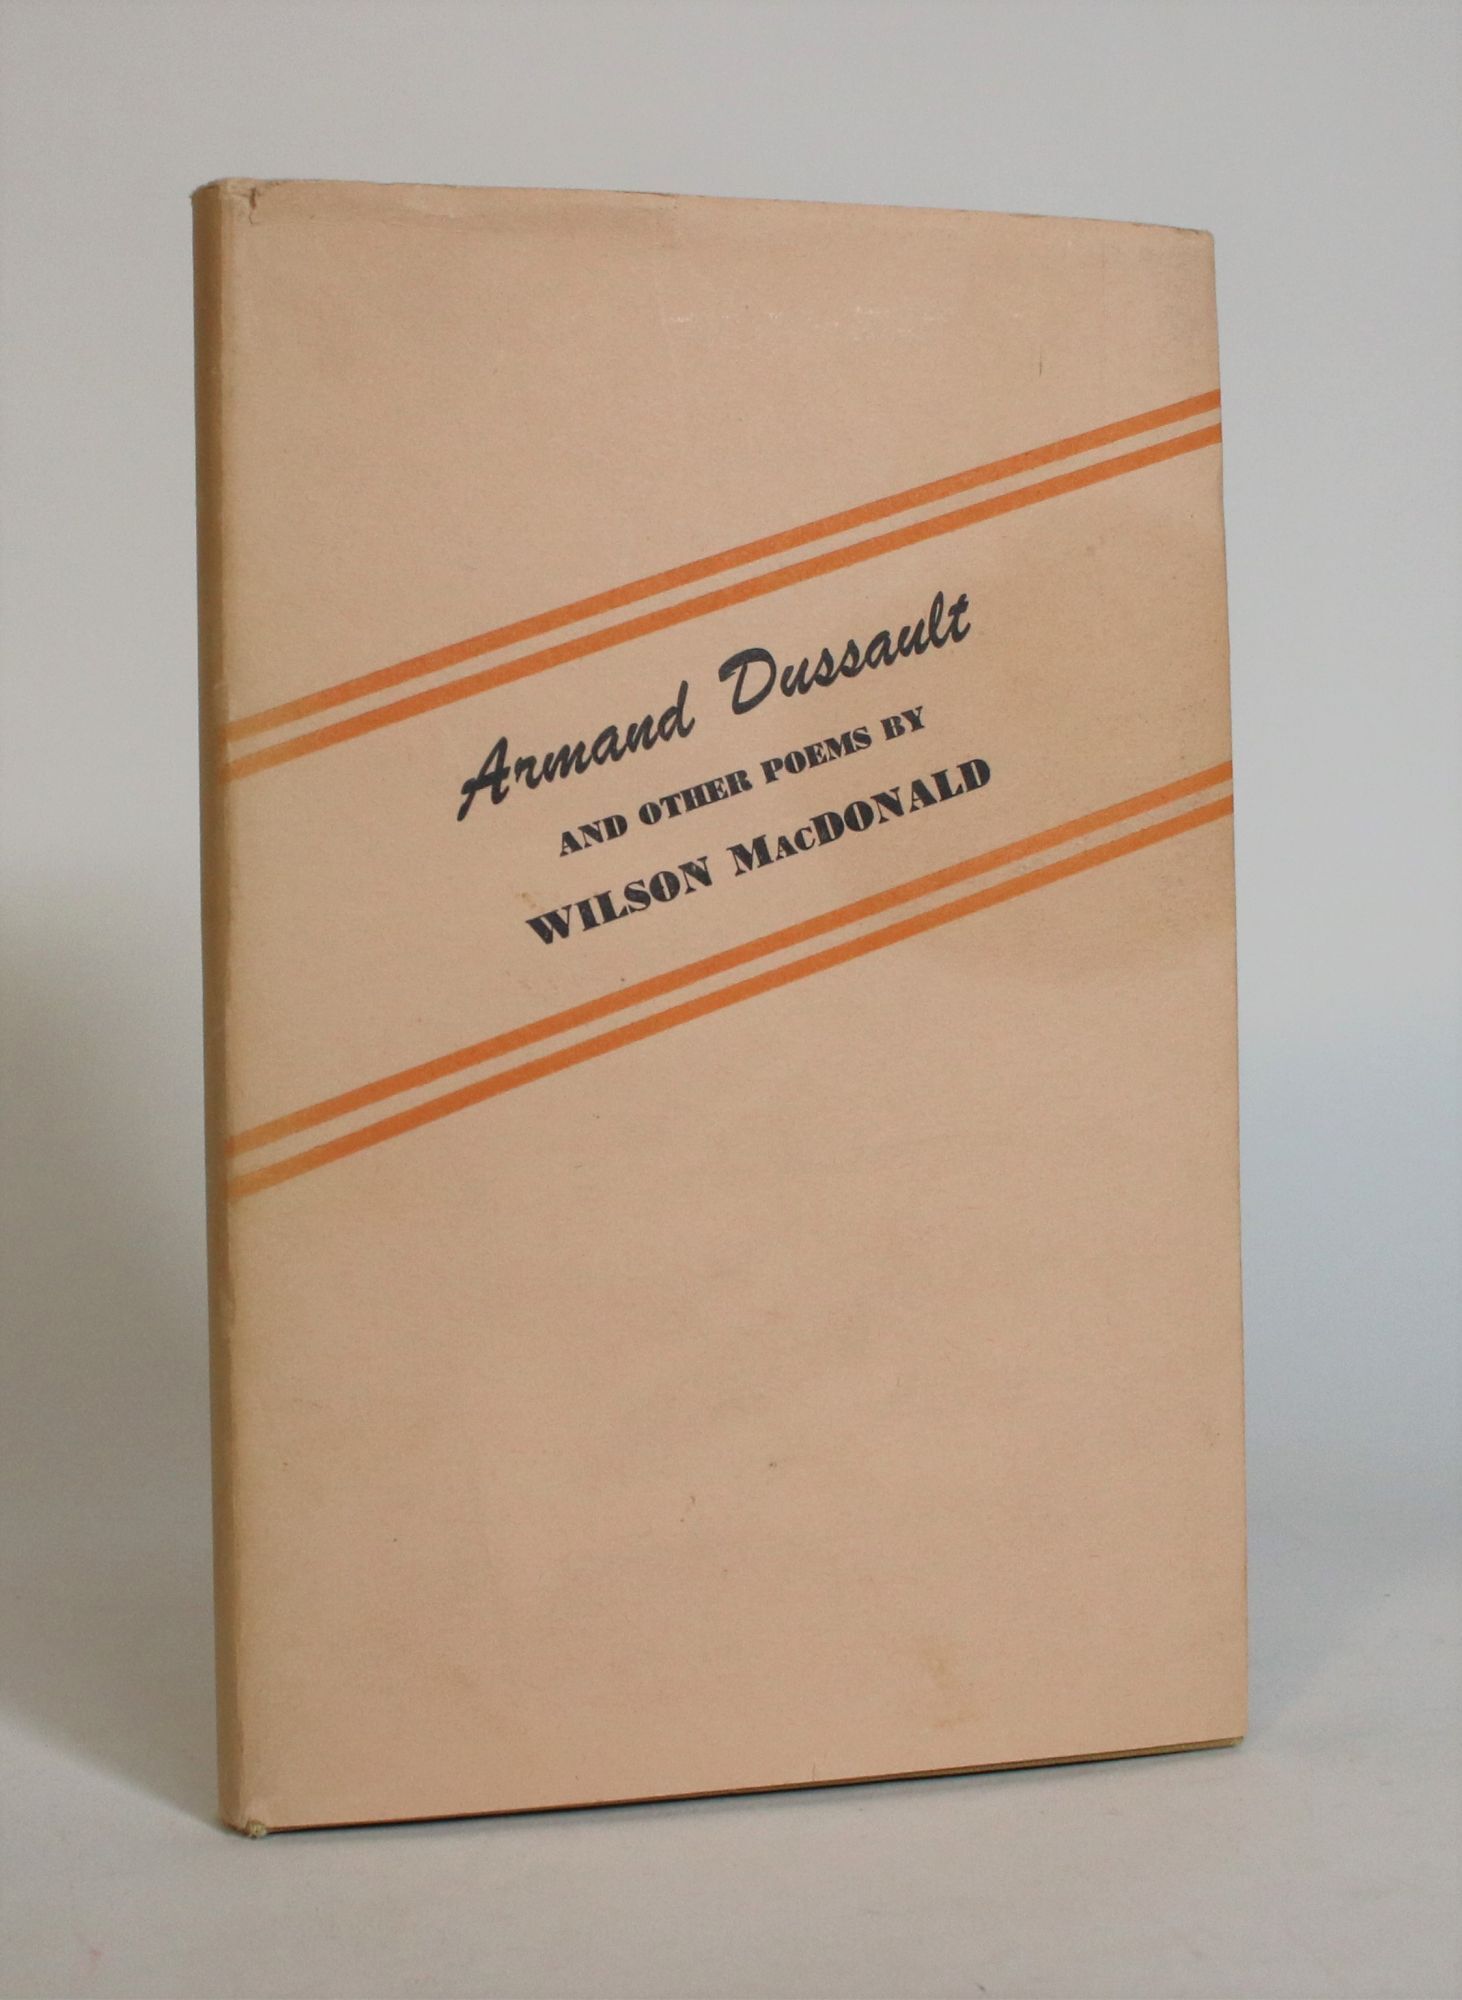 Armand Dussault
AND OTHER POEMS BY
WILSON MACDONALD